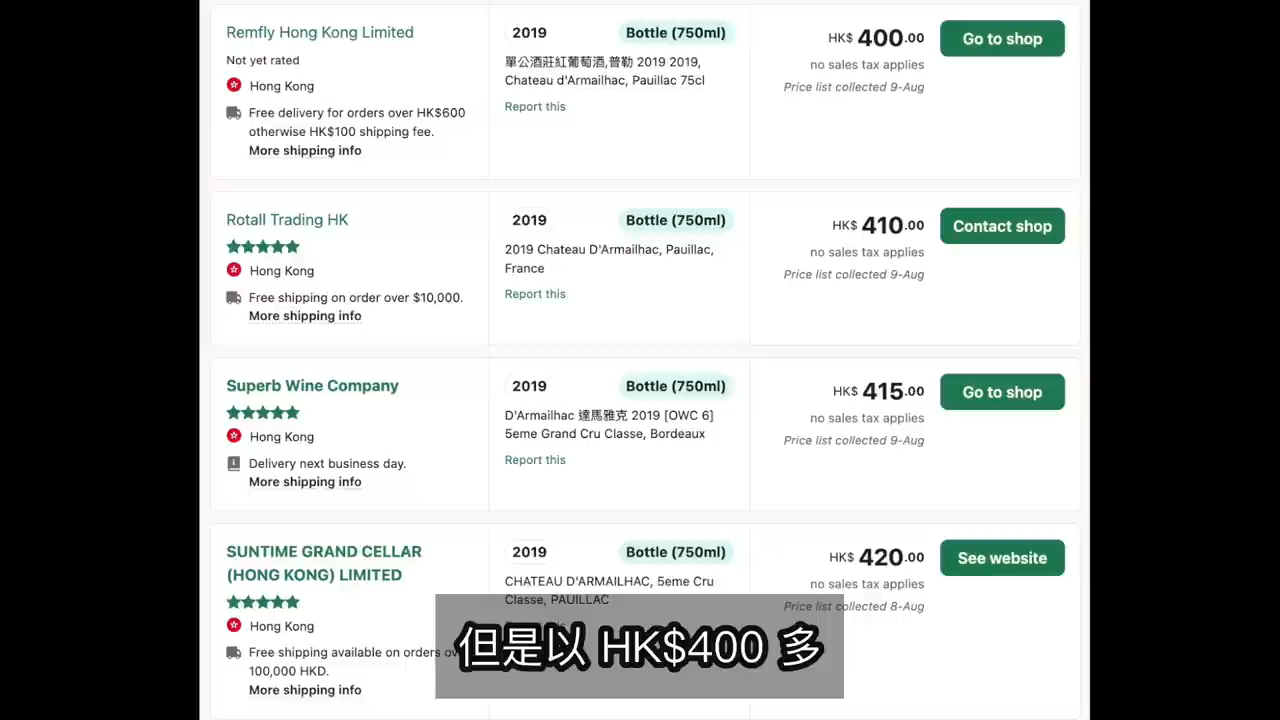 Remfly Hong Kong Limited
Not yet rated
Hong Kong
Free delivery for orders over HK$600
otherwise HK$100 shipping fee.
More shipping info
2019
Bottle (750ml)
單公酒莊紅葡萄酒,普勒 2019 2019,
Chateau d'Armailhac, Pauillac 75cl
Report this
HK$ 400.00
no sales tax applies
Price list collected 9-Aug
Go to shop
Rotall Trading HK
Hong Kong
Free shipping on order over $10,000.
More shipping info
2019
Bottle (750ml)
2019 Chateau D'Armailhac, Pauillac,
France
Report this
HK$ 410.00
no sales tax applies
Price list collected 9-Aug
Contact shop
Superb Wine Company
Hong Kong
Delivery next business day.
More shipping info
2019
Bottle (750ml)
D'Armailhac 達馬雅克 2019 [OWC 6]
5eme Grand Cru Classe, Bordeaux
Report this
HK$ 415.00
no sales tax applies
Price list collected 9-Aug
Go to shop
SUNTIME GRAND CELLAR
(HONG KONG) LIMITED
Hong Kong
Free shipping available on orders
100,000 HKD.
More shipping info
2019
Bottle (750ml)
CHATEAU D'ARMAILHAC, 5eme Cru
Classe, PAUILLAC
HK$ 420.00
no sales tax applies
Price list collected 8-Aug
See website
但是以 HK$400 多